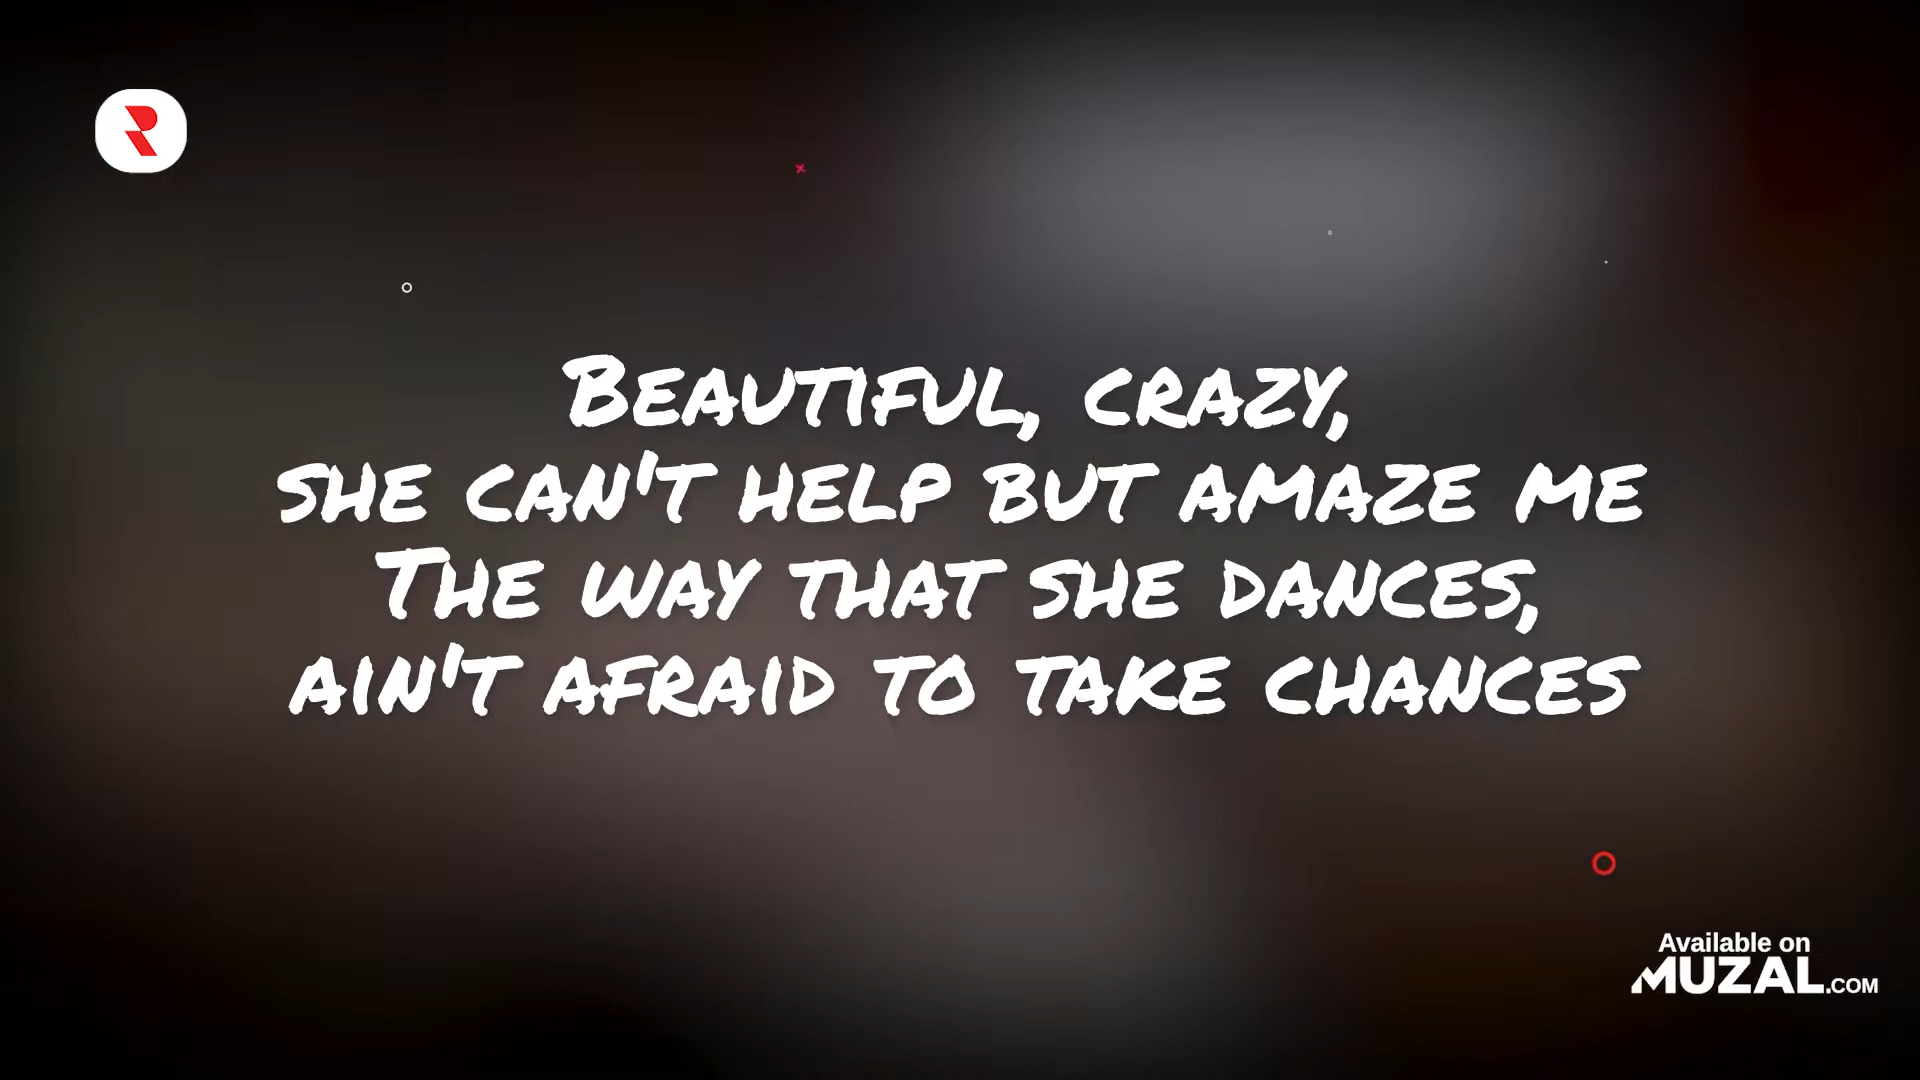 Beautiful, crazy,
she can't help but amaze me
The way that she dances,
ain't afraid to take chances
Available on
MUZAL.COM